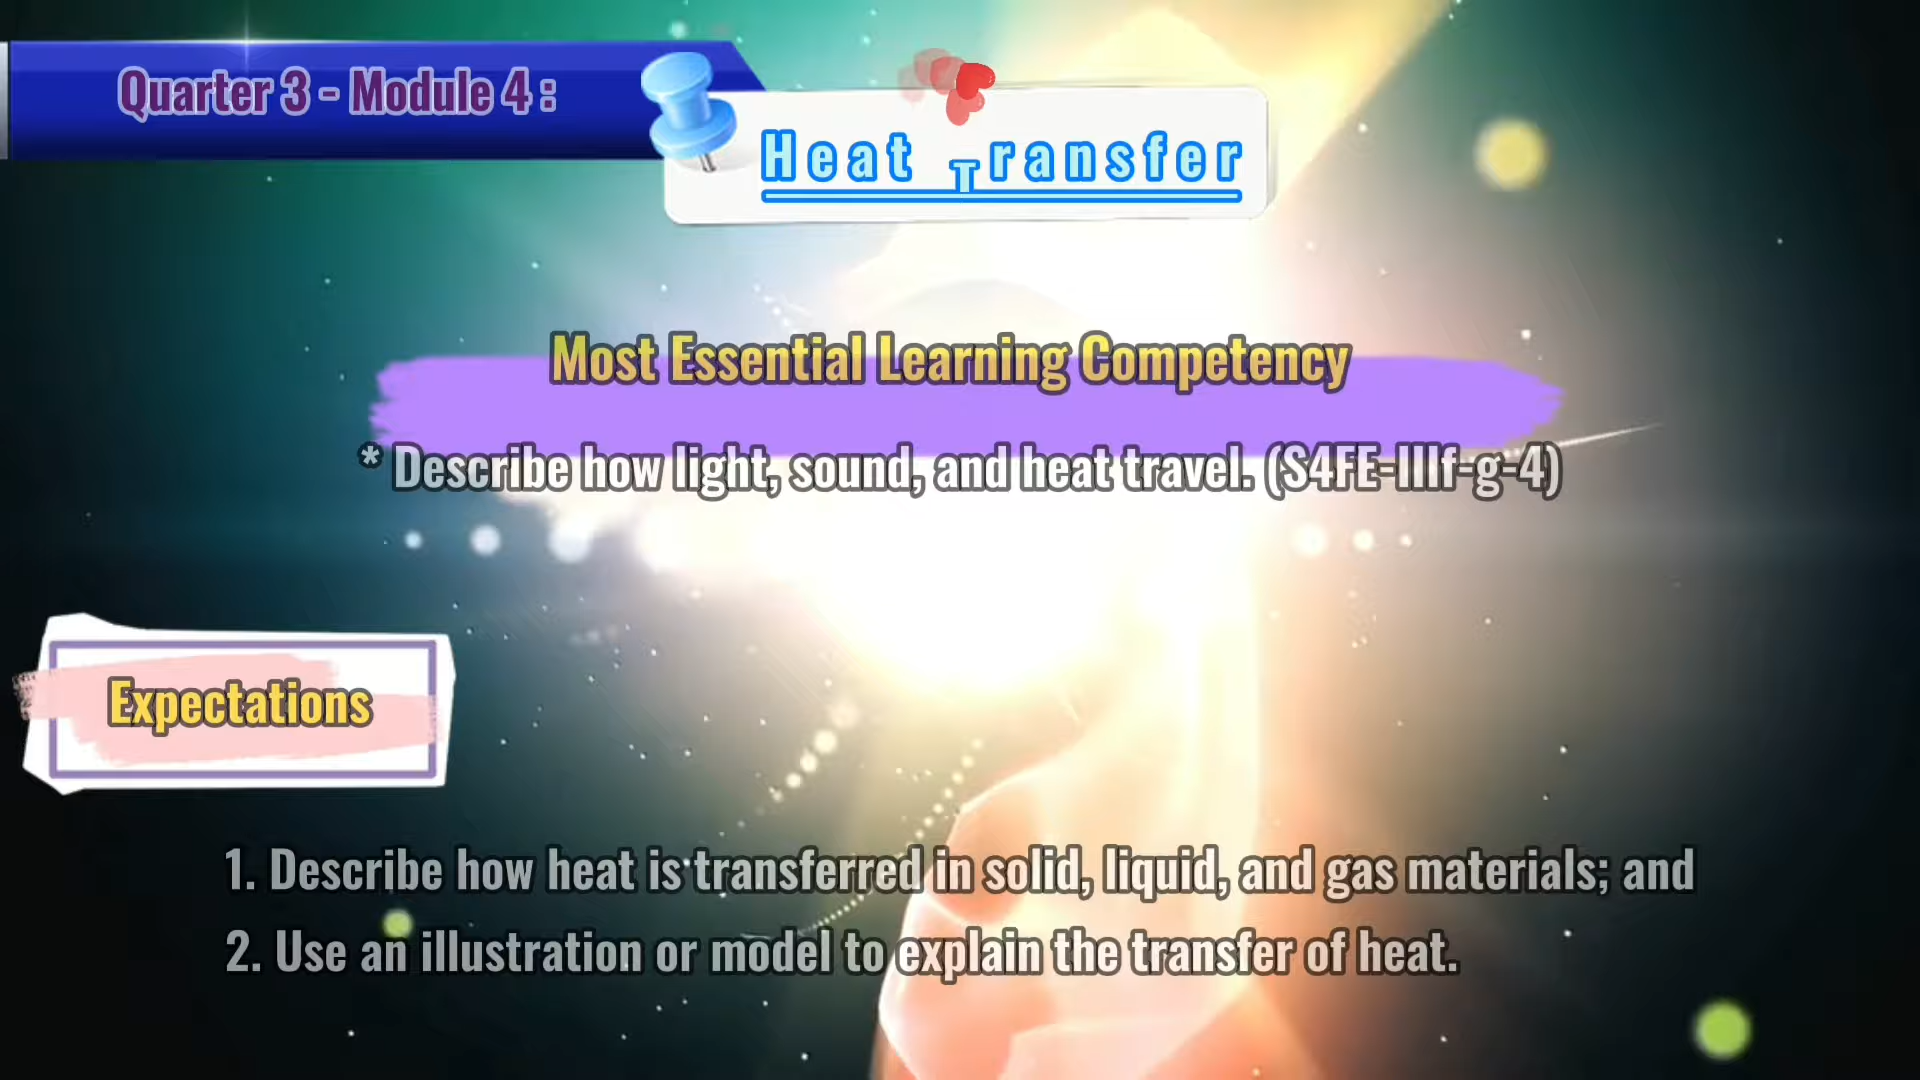 Quarter 3 - Module 4 :
Heat Transfer
Most Essential Learning Competency
* Describe how light, sound, and heat travel. (S4FE-IIIf-g-4)
Expectations
1. Describe how heat is transferred in solid, liquid, and gas materials; and
2. Use an illustration or model to explain the transfer of heat.